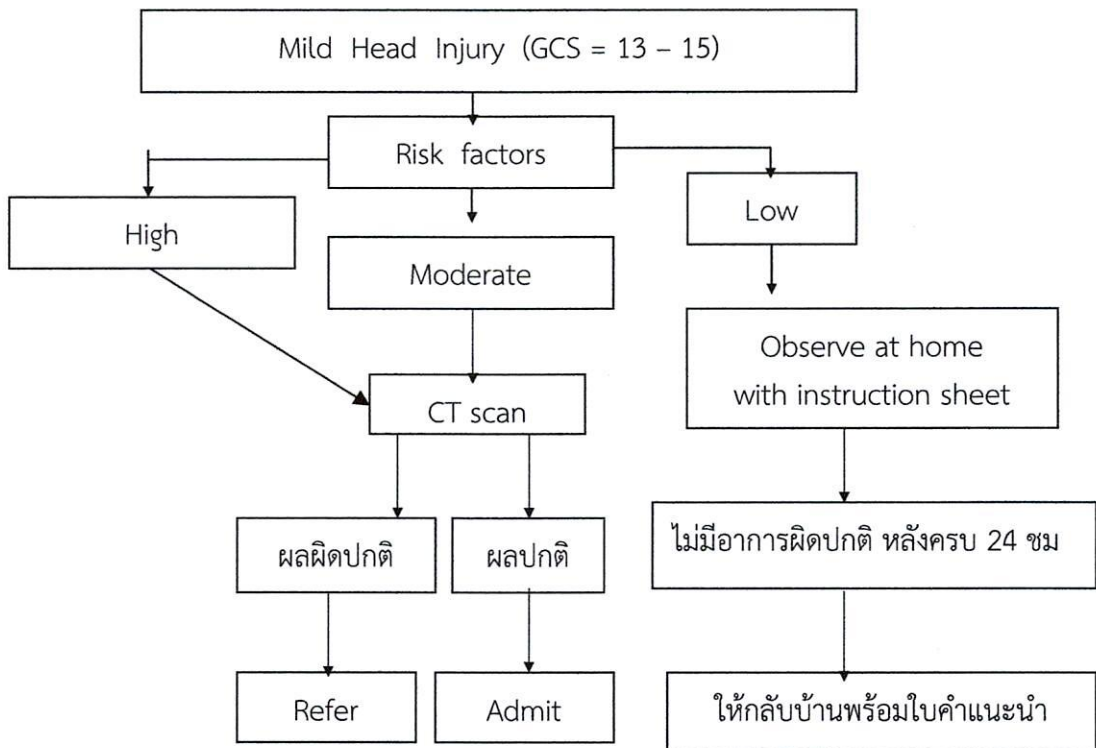 Mild Head Injury (GCS = 13 – 15)
Risk factors
High
Moderate
Low
Observe at home
with instruction sheet
CT scan
ผลผิดปกติ
ผลปกติ
ไม่มีอาการผิดปกติ หลังครบ 24 ชม
Refer
Admit
ให้กลับบ้านพร้อมใบคำแนะนำ